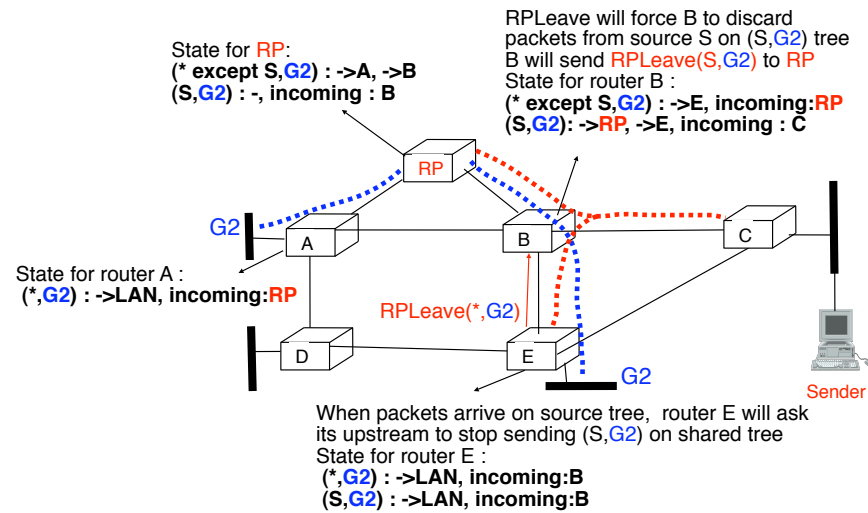 RPLeave will force B to discard
packets from source S on (S,G2) tree
B will send RPLeave(S,G2) to RP
State for router B :
(* except S,G2) : ->E, incoming:RP
(S,G2): ->RP, ->E, incoming : C
State for RP:
(* except S,G2) : ->A, ->B
(S,G2) : -, incoming : B
RP
G2
A
B
C
State for router A :
(*,G2) : ->LAN, incoming:RP
RPLeave(*,G2)
D
E
G2
Sender
When packets arrive on source tree, router E will ask
its upstream to stop sending (S,G2) on shared tree
State for router E :
(*,G2) : ->LAN, incoming:B
(S,G2) : ->LAN, incoming:B